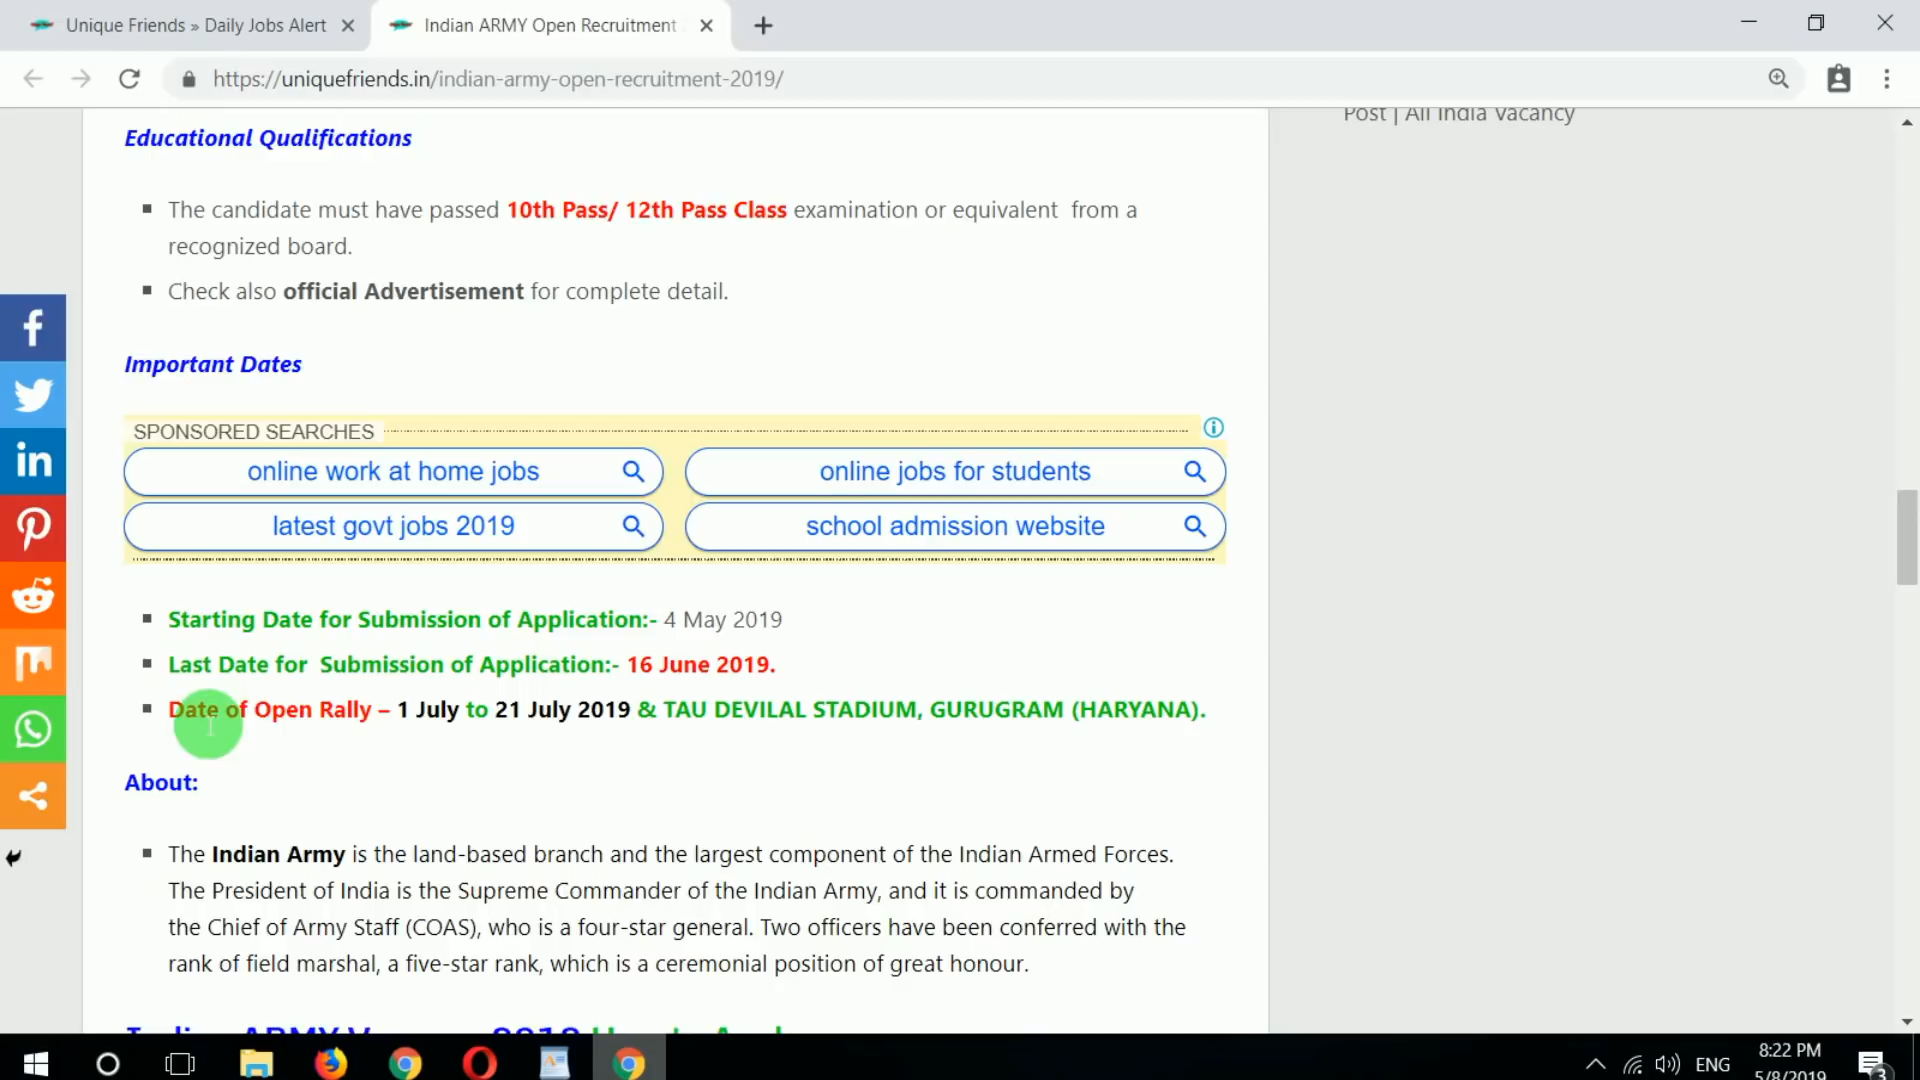 Unique Friends » Daily Jobs Alert
Indian ARMY Open Recruitment
https://uniquefriends.in/indian-army-open-recruitment-2019/
Post | All India Vacancy
Educational Qualifications
The candidate must have passed 10th Pass/ 12th Pass Class examination or equivalent from a
recognized board.
Check also official Advertisement for complete detail.
Important Dates
SPONSORED SEARCHES
online work at home jobs
online jobs for students
latest govt jobs 2019
school admission website
Starting Date for Submission of Application:- 4 May 2019
Last Date for Submission of Application:- 16 June 2019.
Date of Open Rally – 1 July to 21 July 2019 & TAU DEVILAL STADIUM, GURUGRAM (HARYANA).
About:
The Indian Army is the land-based branch and the largest component of the Indian Armed Forces.
The President of India is the Supreme Commander of the Indian Army, and it is commanded by
the Chief of Army Staff (COAS), who is a four-star general. Two officers have been conferred with the
rank of field marshal, a five-star rank, which is a ceremonial position of great honour.
ENG
8:22 PM
5/8/2019
3